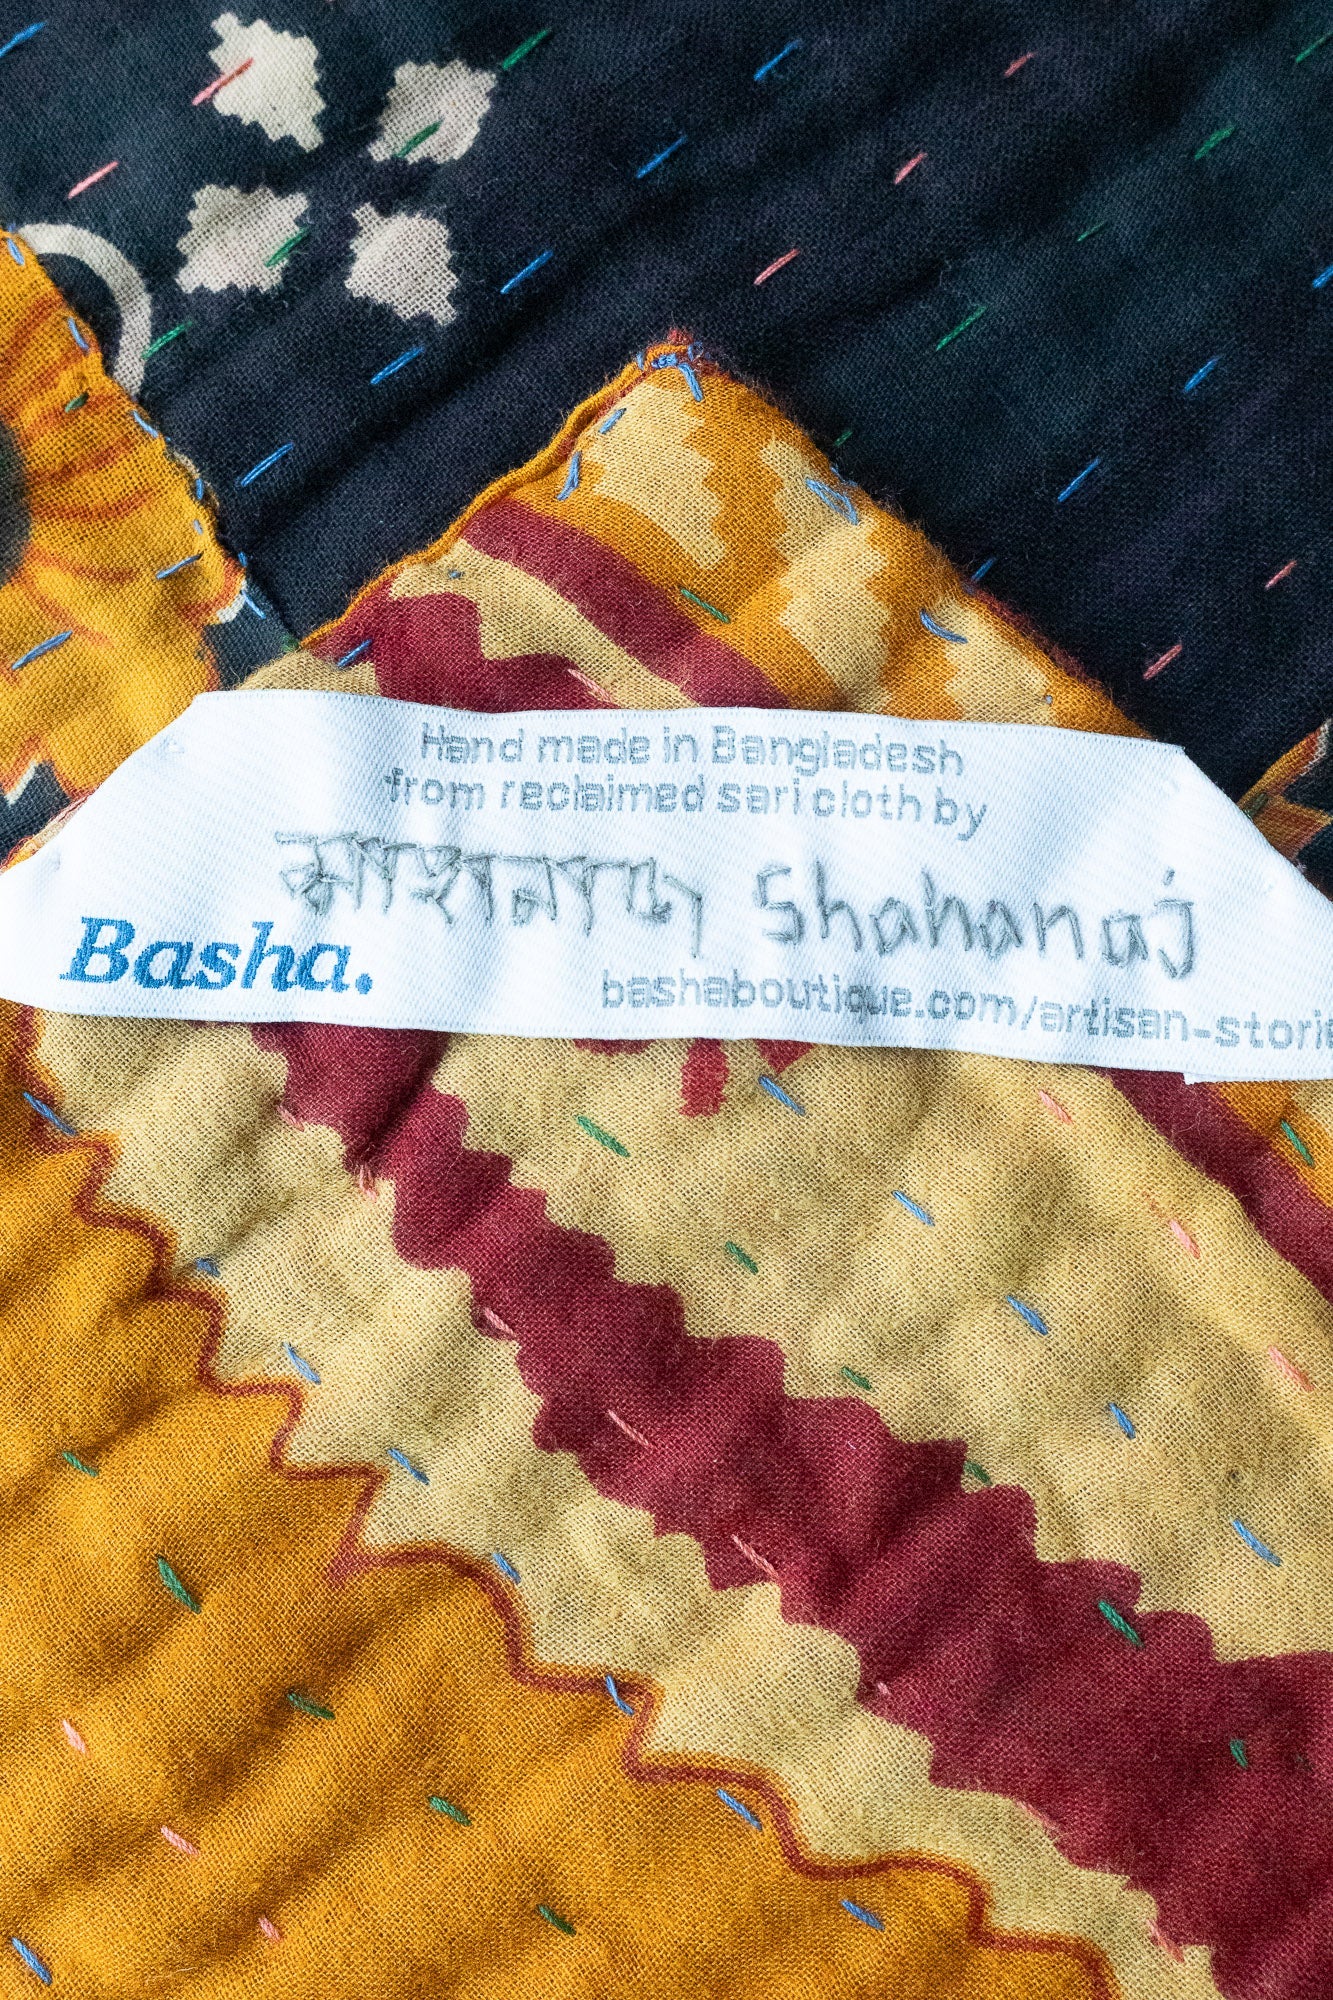 Hand made in Bangladesh
from reclaimed sari cloth by
শাহানাজ Shahanaj
Basha.
bashaboutique.com/artisan-storie